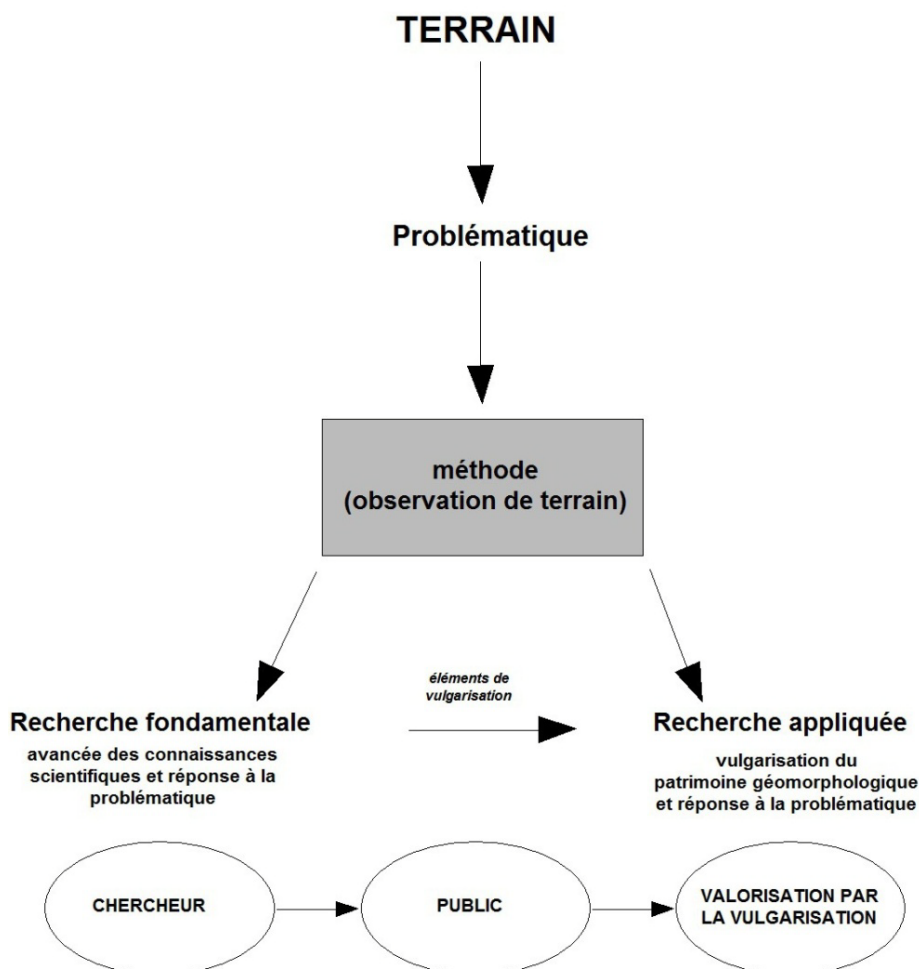 TERRAIN
Problématique
méthode
(observation de terrain)
éléments de
vulgarisation
Recherche fondamentale
avancée des connaissances
scientifiques et réponse à la
problématique
Recherche appliquée
vulgarisation du
patrimoine géomorphologique
et réponse à la problématique
CHERCHEUR
PUBLIC
VALORISATION PAR
LA VULGARISATION